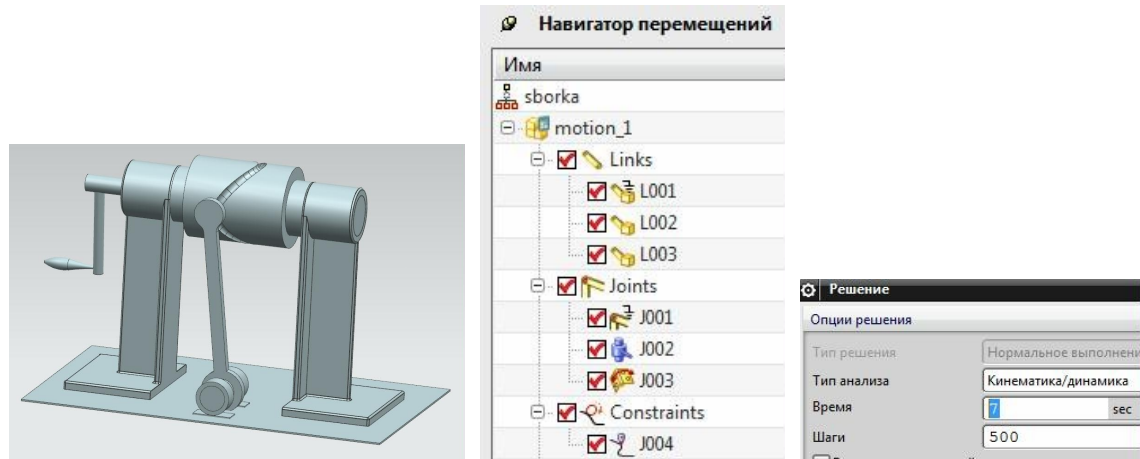 Навигатор перемещений
Имя
sborka
motion_1
Links
L001
L002
L003
Joints
J001
J002
J003
Constraints
J004
Решение
Опции решения
Тип решения Нормальное выполнени
Тип анализа Кинематика/динамика
Время 7 sec
Шаги 500